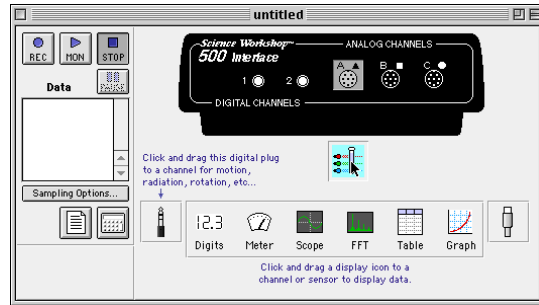 untitled
REC MON STOP
Data
Sampling Options...
Science Workshop™
500 Interface
ANALOG CHANNELS
1 2 A B C
DIGITAL CHANNELS
Click and drag this digital plug
to a channel for motion,
radiation, rotation, etc...
12.3
Digits Meter Scope FFT Table Graph
Click and drag a display icon to a
channel or sensor to display data.